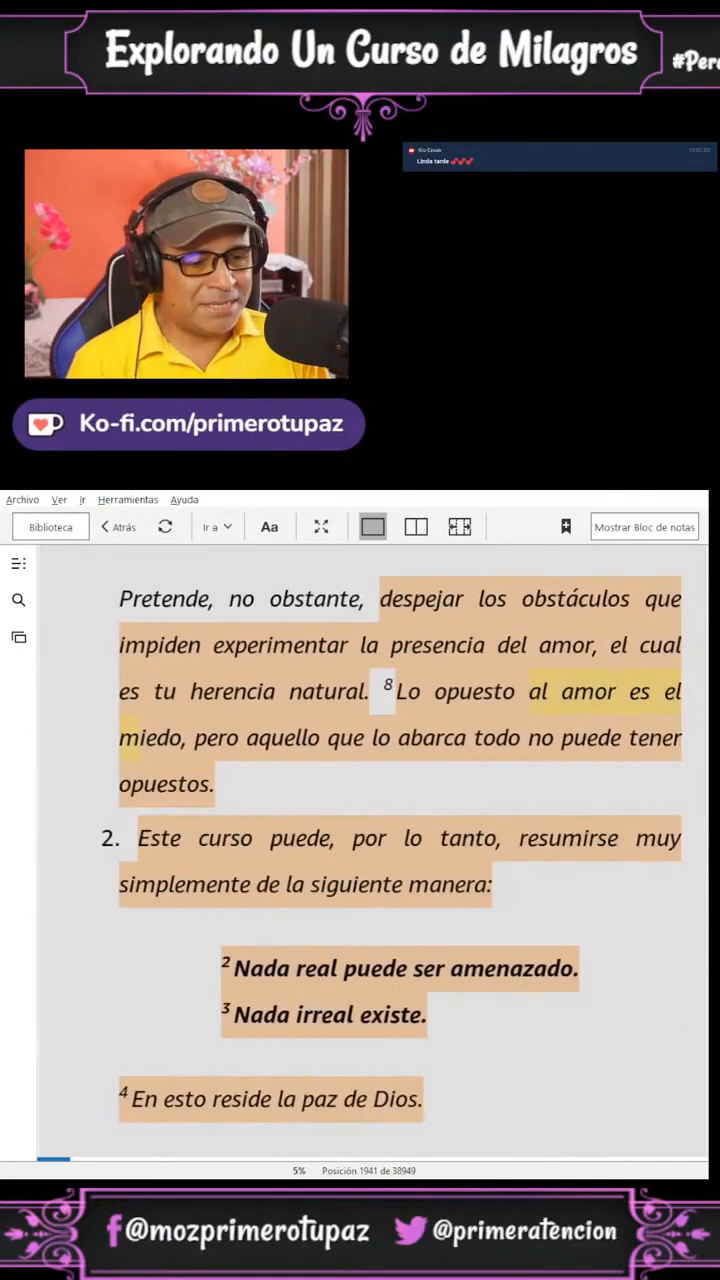 Explorando Un Curso de Milagros
#Perd
Kro Casas
Linda tarde
Ko-fi.com/primerotupaz
Archivo Ver Ir Herramientas Ayuda
Biblioteca Atrás Ir a Aa Mostrar Bloc de notas
Pretende, no obstante, despejar los obstáculos que
impiden experimentar la presencia del amor, el cual
es tu herencia natural. 8 Lo opuesto al amor es el
miedo, pero aquello que lo abarca todo no puede tener
opuestos.
2. Este curso puede, por lo tanto, resumirse muy
simplemente de la siguiente manera:
2 Nada real puede ser amenazado.
3 Nada irreal existe.
4 En esto reside la paz de Dios.
5% Posición 1941 de 38949
f@mozprimerotupaz @primeratencion